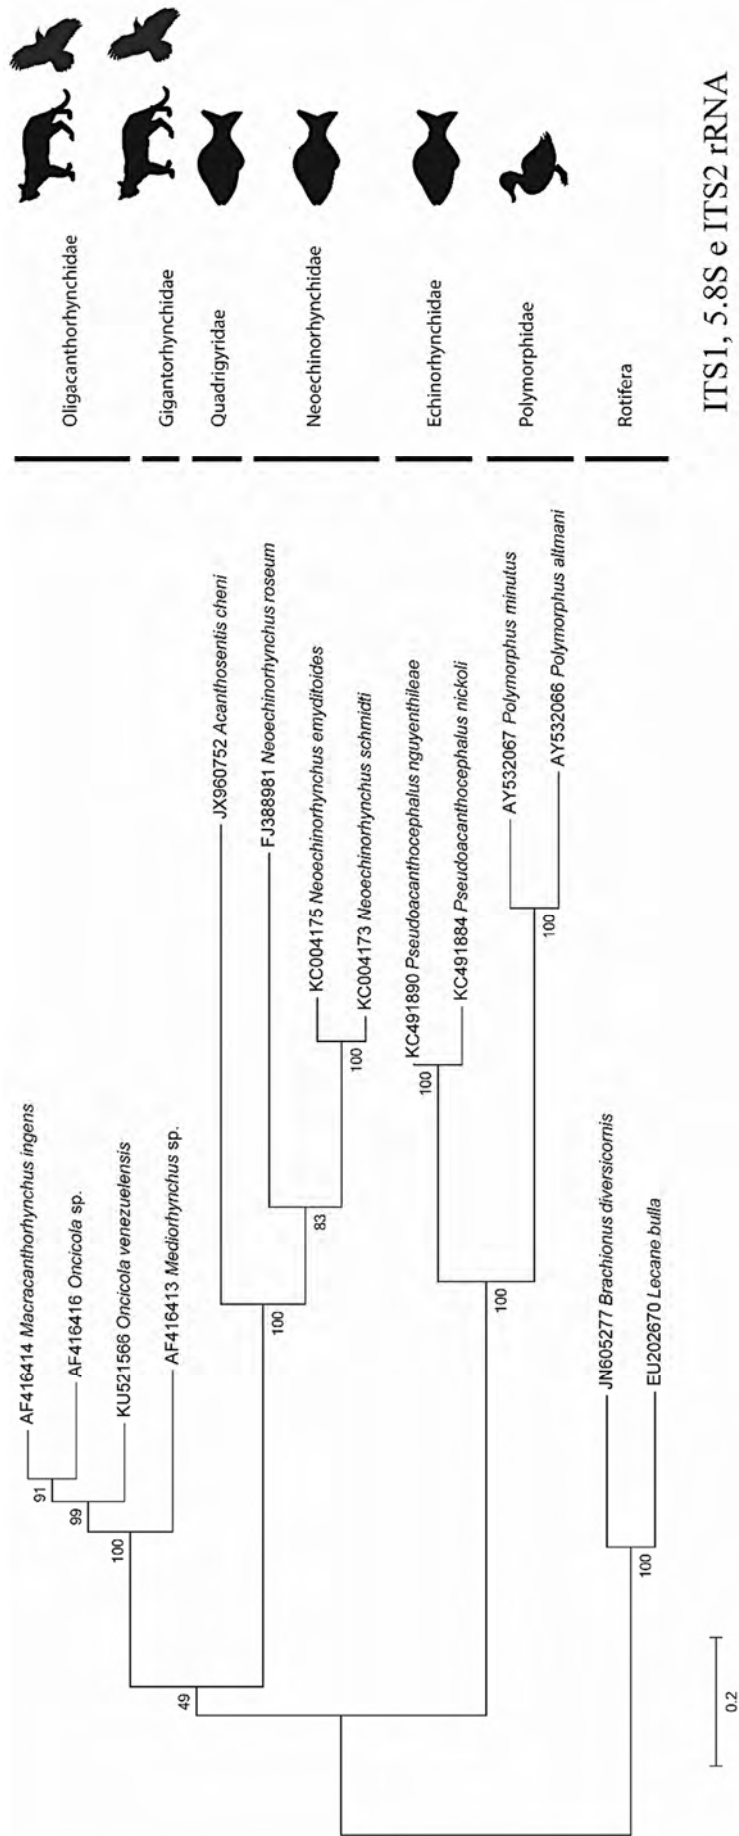 AF416414 Macracanthorhynchus ingens
AF416416 Oncicola sp.
KU521566 Oncicola venezuelensis
AF416413 Mediorhynchus sp.
JX960752 Acanthosentis cheni
FJ388981 Neoechinorhynchus roseum
KC004175 Neoechinorhynchus emyditoides
KC004173 Neoechinorhynchus schmidti
KC491890 Pseudoacanthocephalus nguyenthileae
KC491884 Pseudoacanthocephalus nickoli
AY532067 Polymorphus minutus
AY532066 Polymorphus altmani
JN605277 Brachionus diversicornis
EU202670 Lecane bulla
91
99
100
49
100
83
100
100
100
100
100
0.2
Oligacanthorhynchidae
Gigantorhynchidae
Quadrigyridae
Neoechinorhynchidae
Echinorhynchidae
Polymorphidae
Rotifera
ITS1, 5.8S e ITS2 rRNA